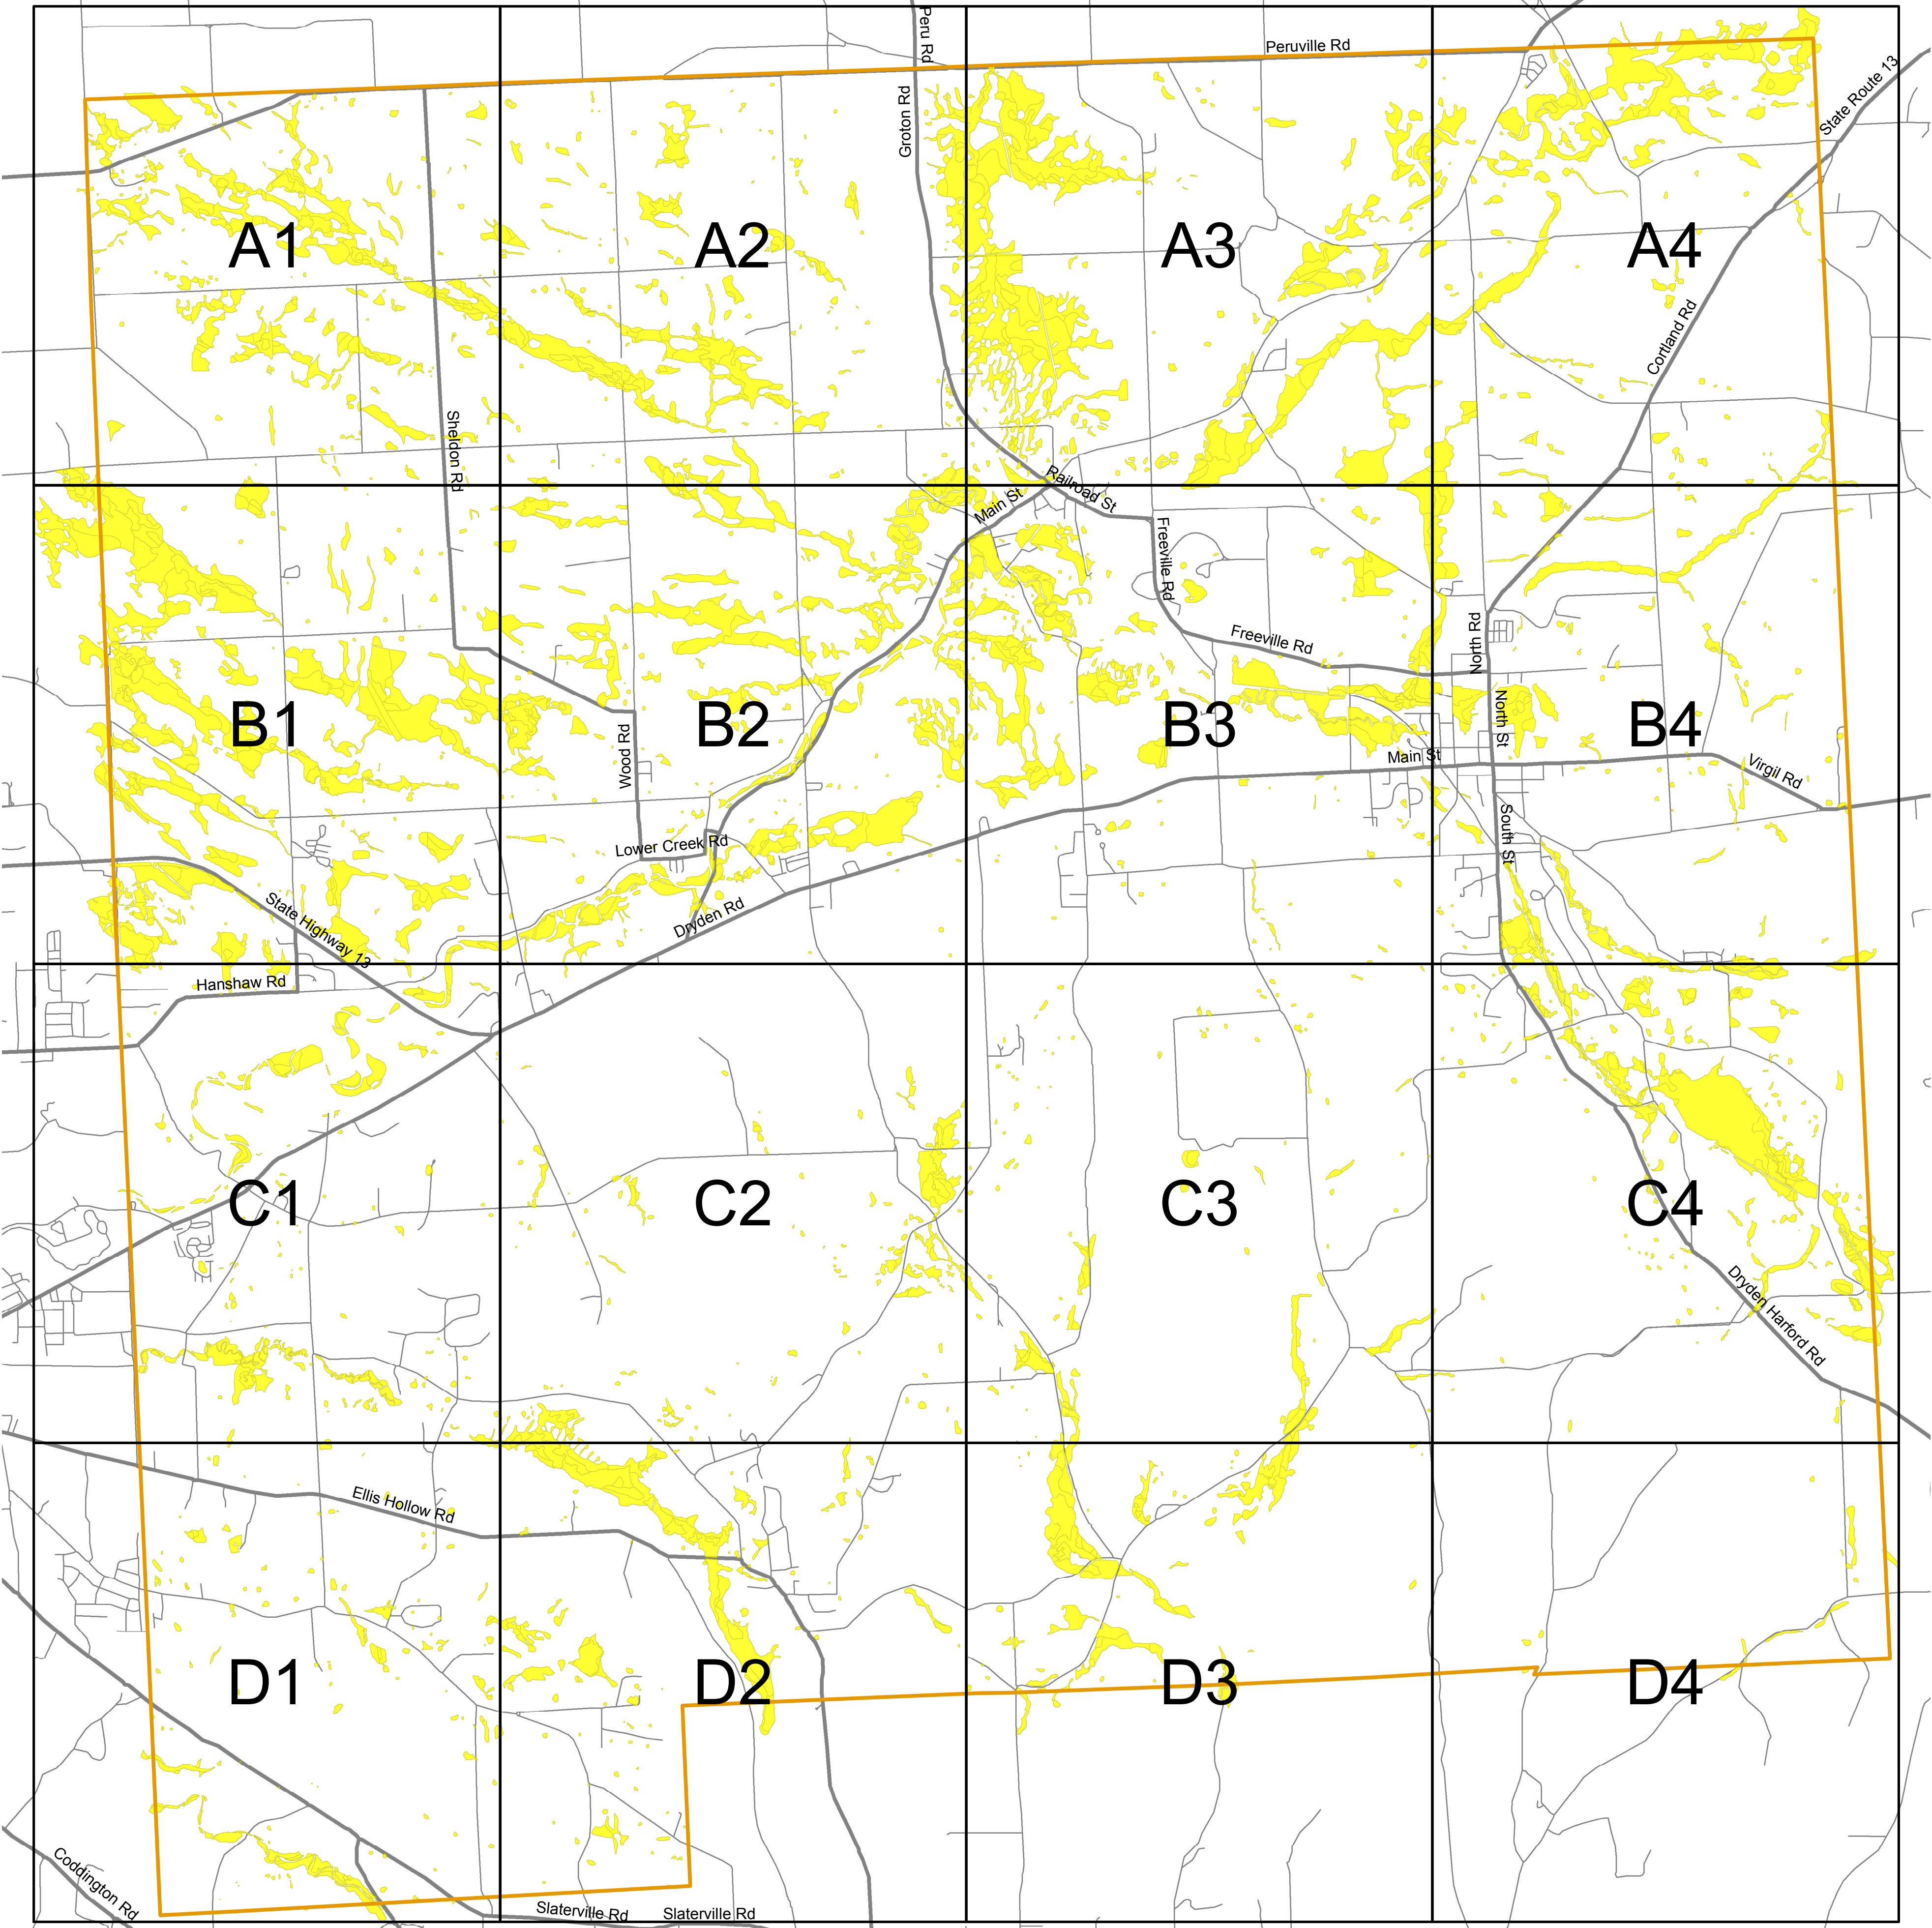 Peru Rd
Peruville Rd
State Route 13
Groton Rd
A1
A2
A3
A4
Cortland Rd
Sheldon Rd
Railroad St
Main St
Freeville Rd
Freeville Rd
North Rd
North St
B1
B2
B3
B4
Wood Rd
Main St
Virgil Rd
South St
Lower Creek Rd
State Highway 13
Dryden Rd
Hanshaw Rd
C1
C2
C3
C4
Dryden Harford Rd
Ellis Hollow Rd
D1
D2
D3
D4
Coddington Rd
Slaterville Rd
Slaterville Rd